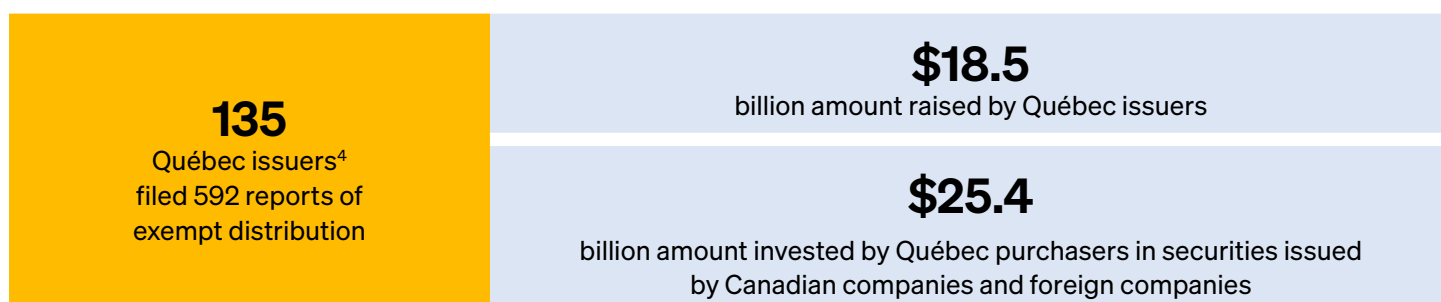 135
Québec issuers⁴
filed 592 reports of
exempt distribution
$18.5
billion amount raised by Québec issuers
$25.4
billion amount invested by Québec purchasers in securities issued
by Canadian companies and foreign companies